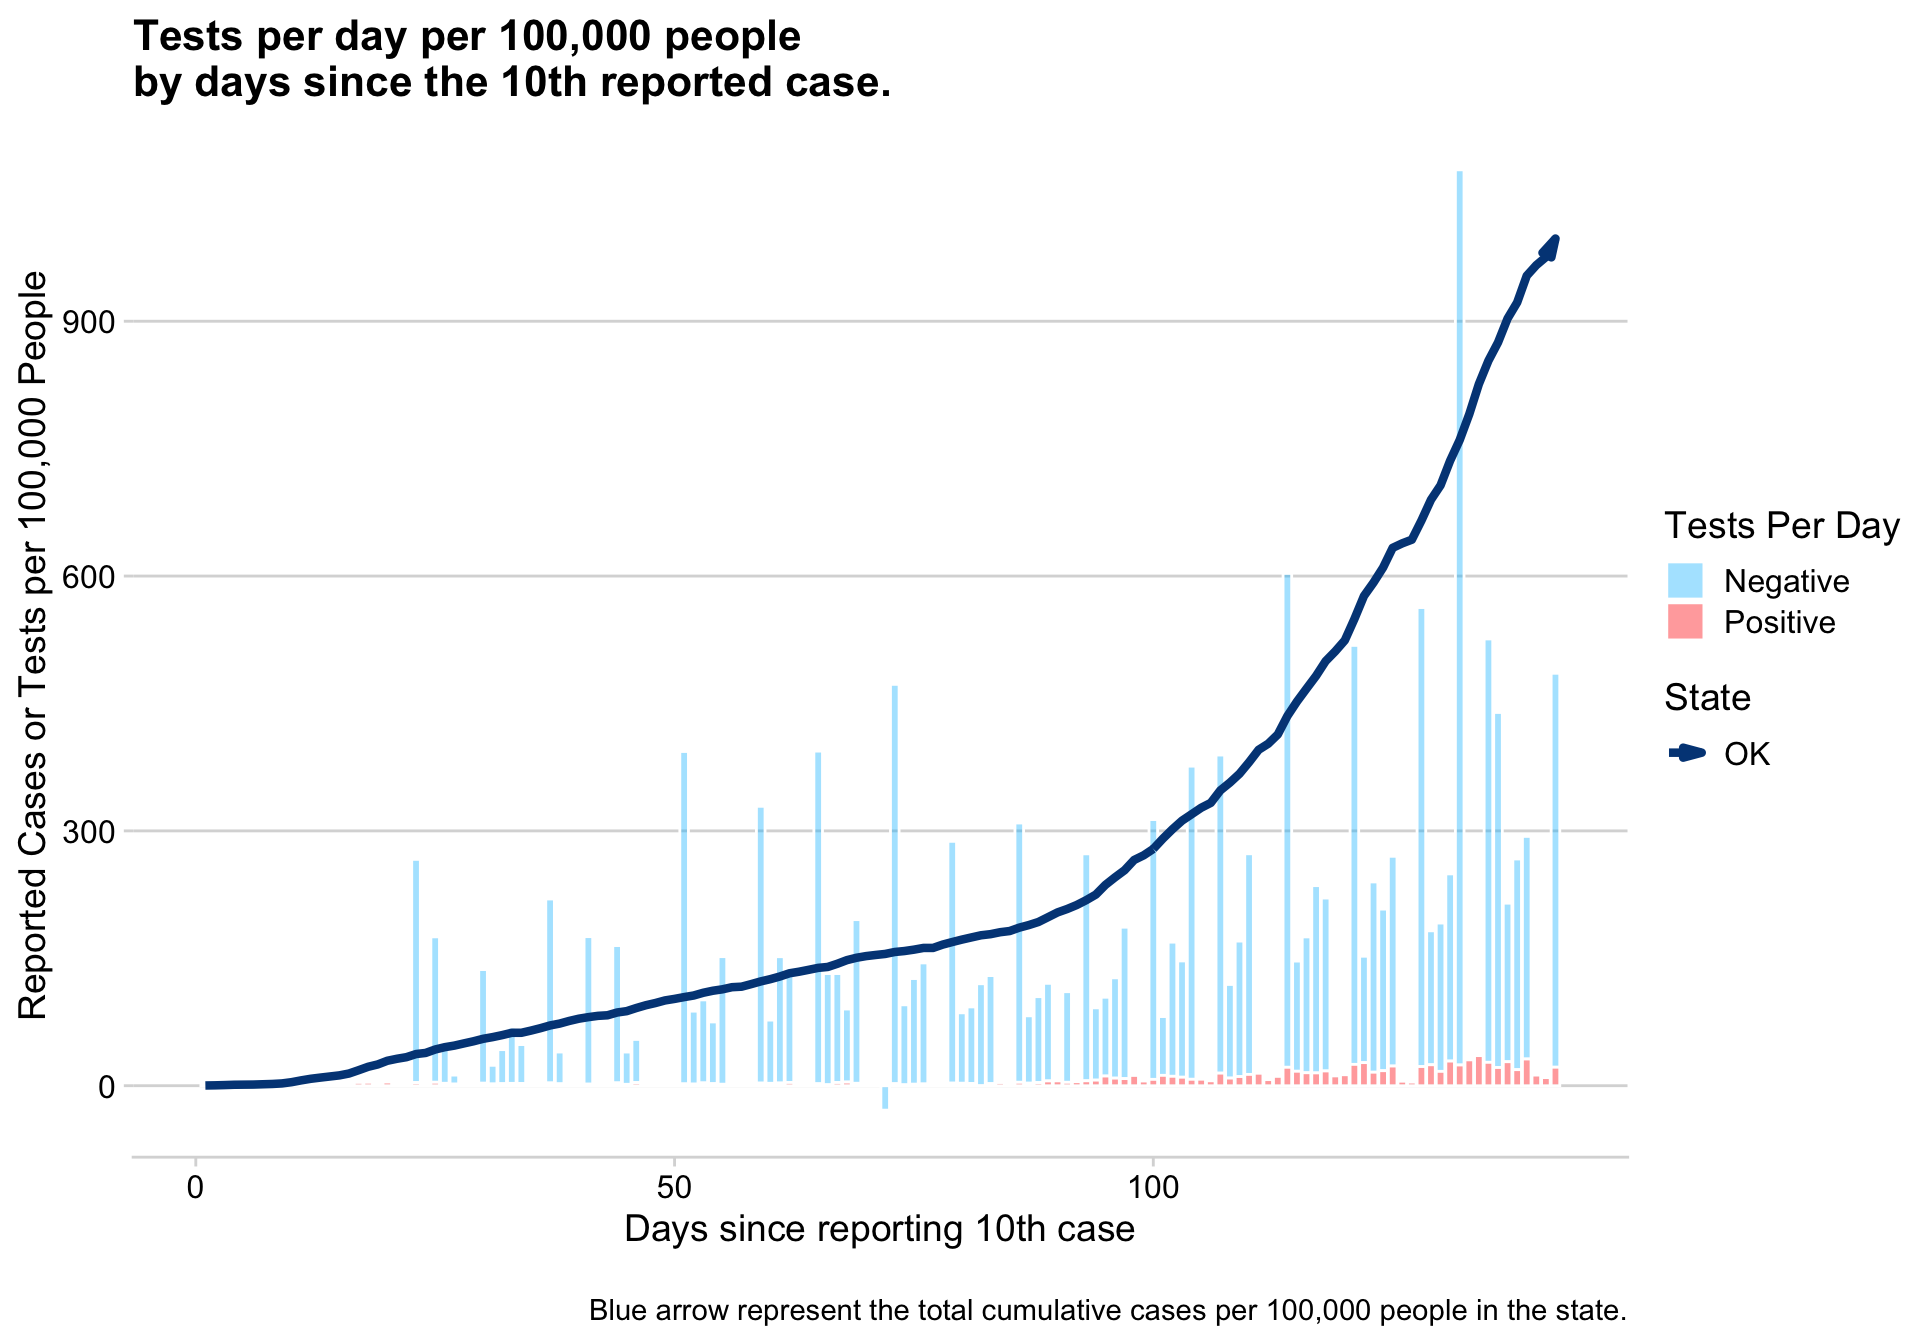 Tests per day per 100,000 people
by days since the 10th reported case.
Reported Cases or Tests per 100,000 People
900
600
300
0
0
50
100
Days since reporting 10th case
Tests Per Day
Negative
Positive
State
OK
Blue arrow represent the total cumulative cases per 100,000 people in the state.